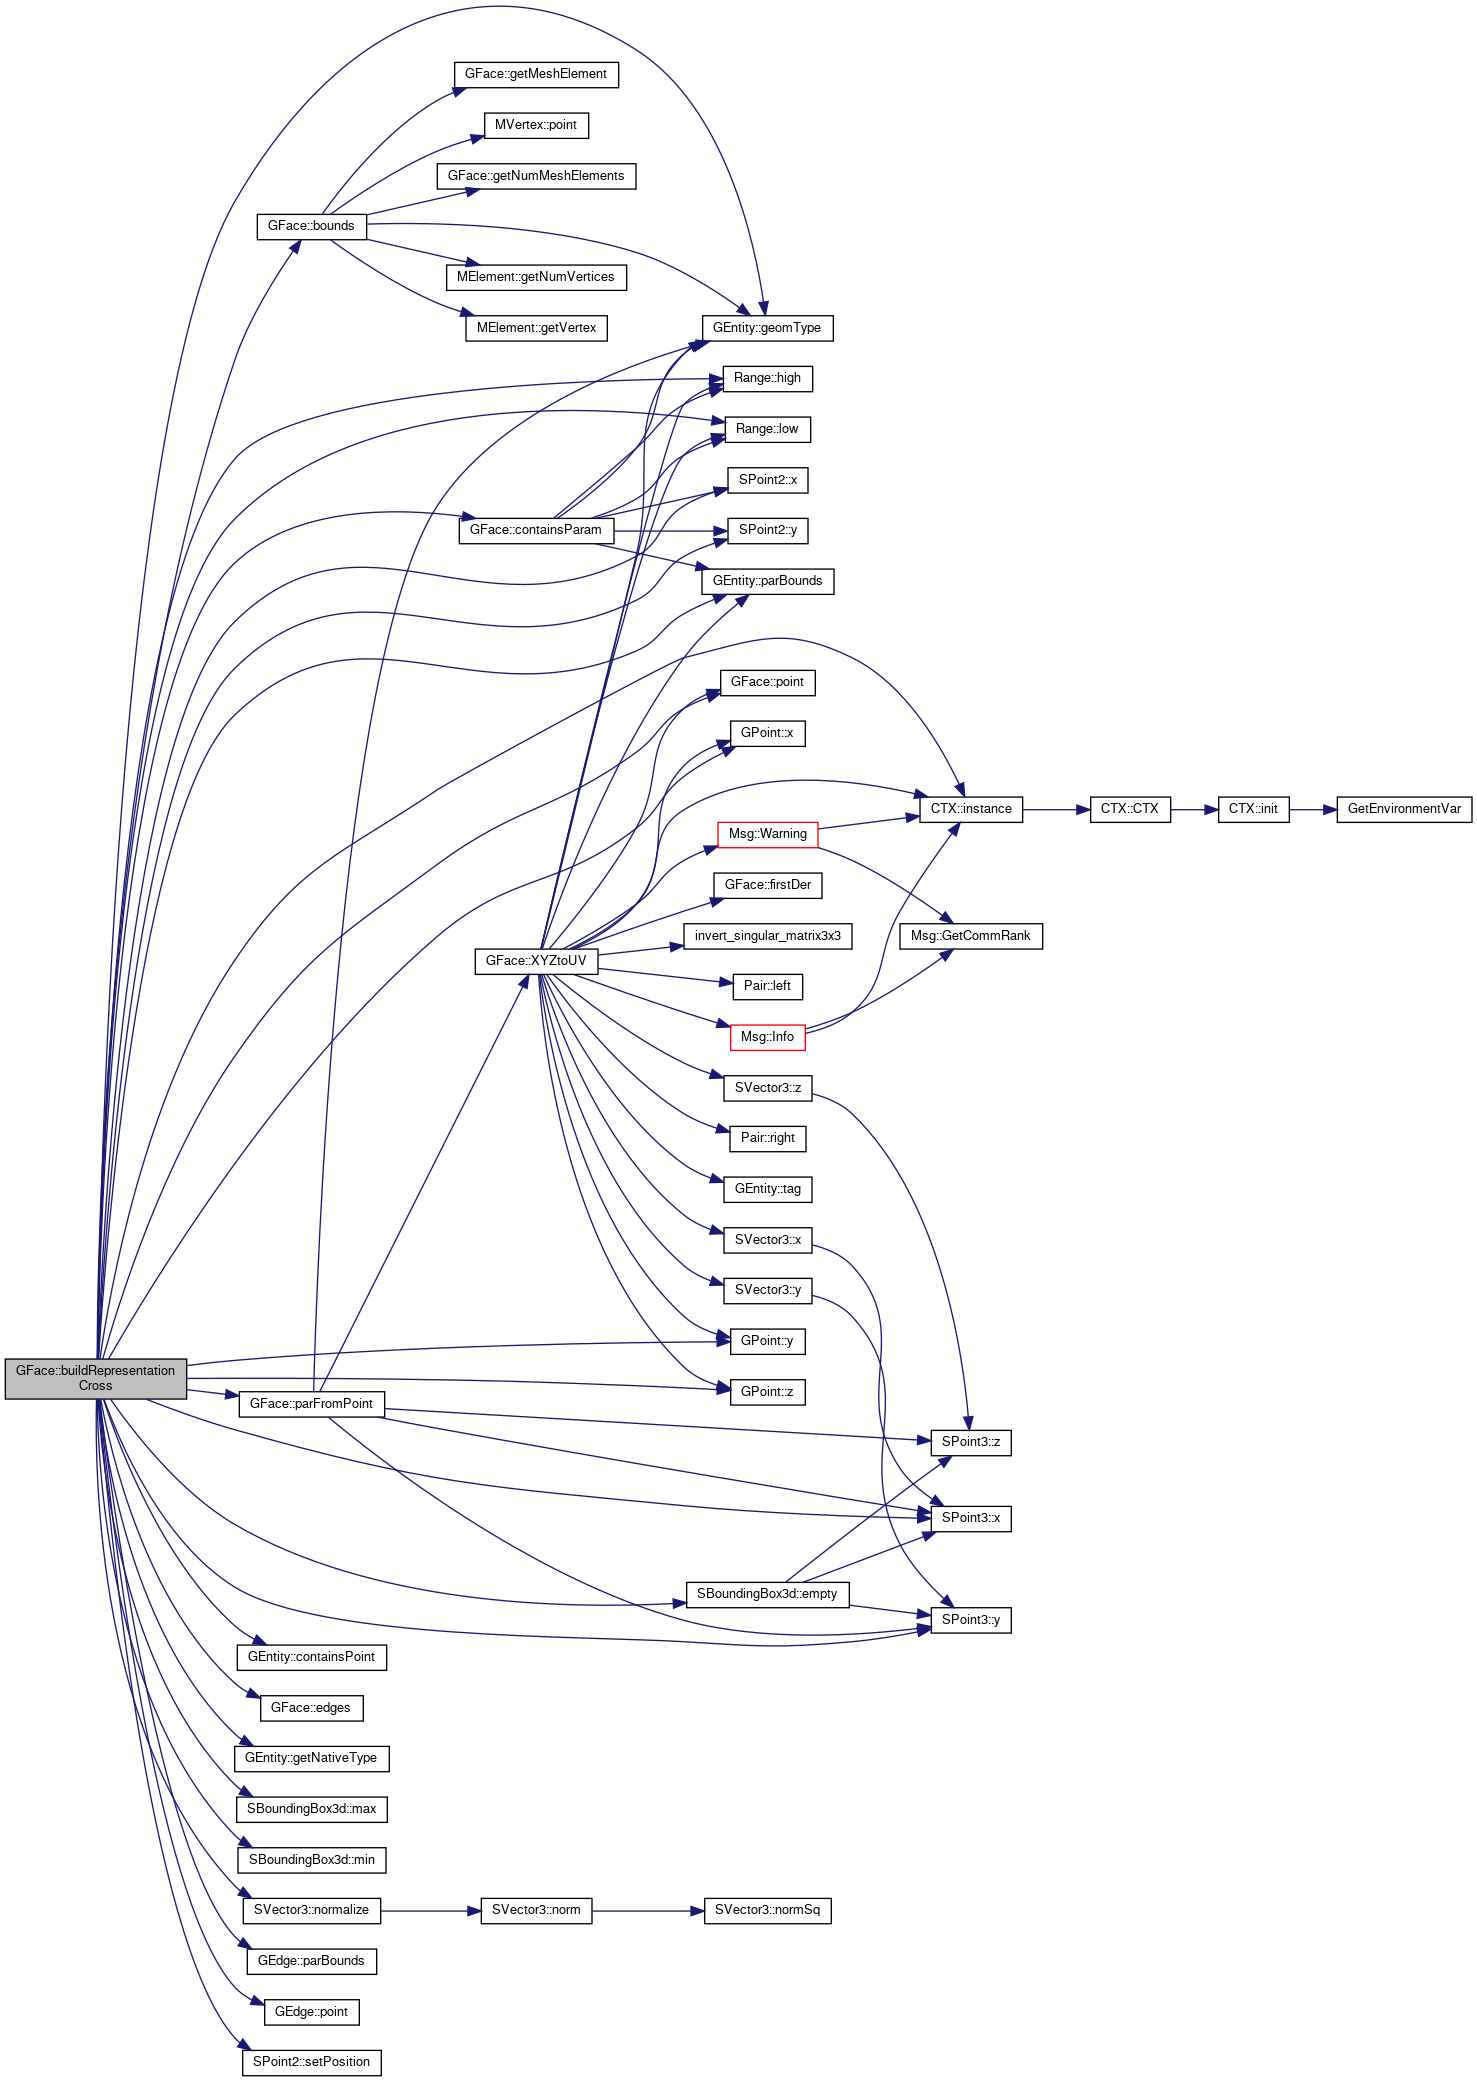 GFace::getMeshElement
MVertex::point
GFace::getNumMeshElements
GFace::bounds
MElement::getNumVertices
MElement::getVertex
GEntity::geomType
Range::high
Range::low
SPoint2::x
GFace::containsParam
SPoint2::y
GEntity::parBounds
GFace::point
GPoint::x
CTX::instance
CTX::CTX
CTX::init
GetEnvironmentVar
Msg::Warning
GFace::firstDer
invert_singular_matrix3x3
Msg::GetCommRank
GFace::XYZtoUV
Pair::left
Msg::Info
SVector3::z
Pair::right
GEntity::tag
SVector3::x
SVector3::y
GPoint::y
GFace::buildRepresentation
Cross
GPoint::z
GFace::parFromPoint
SPoint3::z
SPoint3::x
SBoundingBox3d::empty
SPoint3::y
GEntity::containsPoint
GFace::edges
GEntity::getNativeType
SBoundingBox3d::max
SBoundingBox3d::min
SVector3::normalize
SVector3::norm
SVector3::normSq
GEdge::parBounds
GEdge::point
SPoint2::setPosition